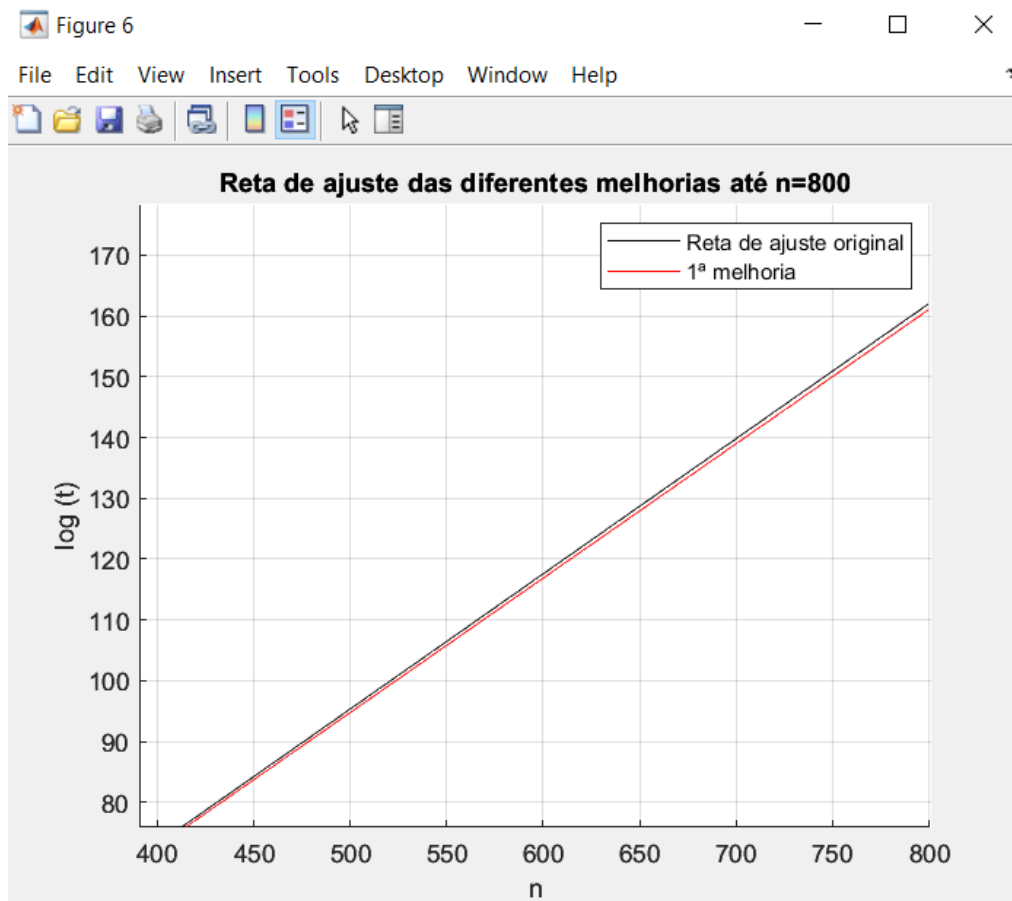 Figure 6
File Edit View Insert Tools Desktop Window Help
Reta de ajuste das diferentes melhorias até n=800
Reta de ajuste original
1ª melhoria
170
160
150
140
130
120
110
100
90
80
log (t)
400 450 500 550 600 650 700 750 800
n